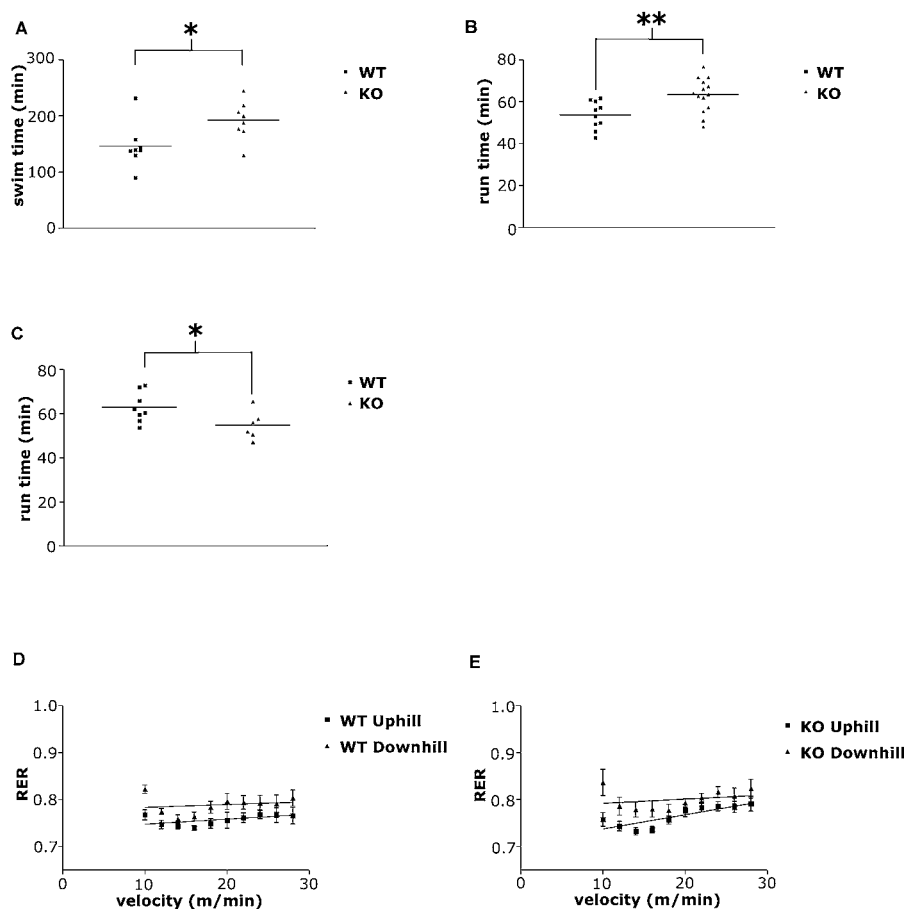 A
*
swim time (min)
300
200
100
0
WT
KO
B
**
run time (min)
80
60
40
20
0
WT
KO
C
*
run time (min)
80
60
40
20
0
WT
KO
D
RER
1.0
0.9
0.8
0.7
0
10
20
30
velocity (m/min)
WT Uphill
WT Downhill
E
RER
1.0
0.9
0.8
0.7
0
10
20
30
velocity (m/min)
KO Uphill
KO Downhill